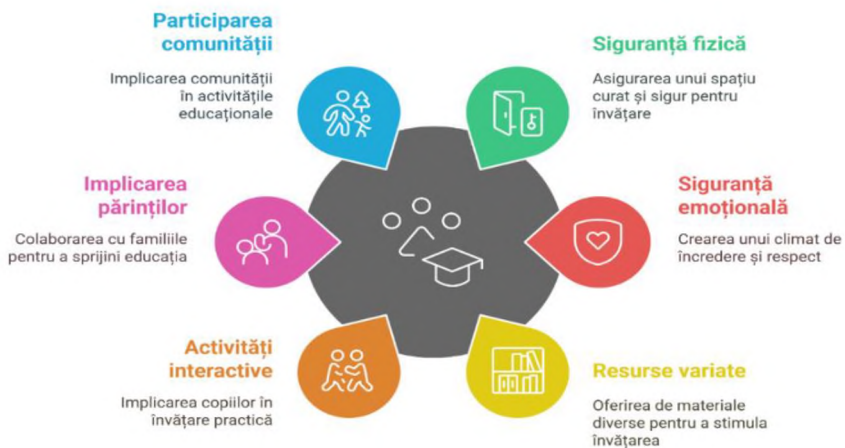 Participarea
comunității
Implicarea comunității
în activitățile
educaționale
Siguranță fizică
Asigurarea unui spațiu
curat și sigur pentru
învățare
Implicarea
părinților
Colaborarea cu familiile
pentru a sprijini educația
Siguranță
emoțională
Crearea unui climat de
încredere și respect
Activități
interactive
Implicarea copiilor în
învățare practică
Resurse variate
Oferirea de materiale
diverse pentru a stimula
învățarea